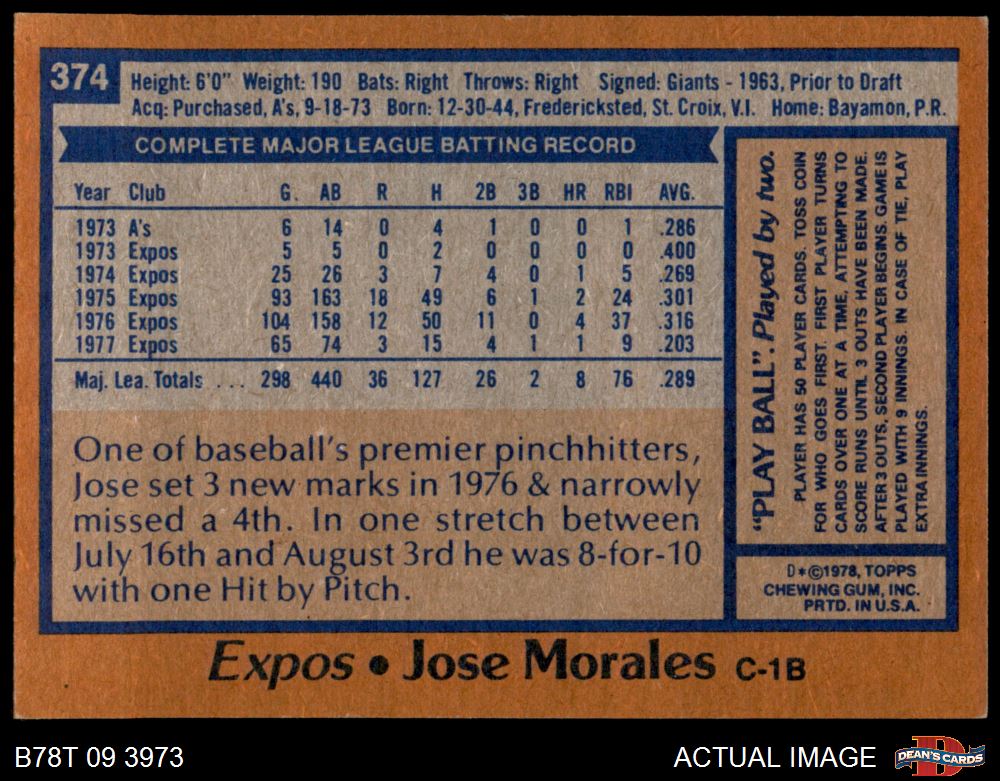 374
Height: 6'0" Weight: 190 Bats: Right Throws: Right Signed: Giants - 1963, Prior to Draft
Acq: Purchased, A's, 9-18-73 Born: 12-30-44, Fredericksted, St. Croix, V.I. Home: Bayamon, P.R.
COMPLETE MAJOR LEAGUE BATTING RECORD
Year Club G. AB R H 2B 3B HR RBI AVG.
1973 A's 6 14 0 4 1 0 0 1 .286
1973 Expos 5 5 0 2 0 0 0 0 .400
1974 Expos 25 26 3 7 4 0 1 5 .269
1975 Expos 93 163 18 49 6 1 2 24 .301
1976 Expos 104 158 12 50 11 0 4 37 .316
1977 Expos 65 74 3 15 4 1 1 9 .203
Maj. Lea. Totals ... 298 440 36 127 26 2 8 76 .289
One of baseball's premier pinchhitters,
Jose set 3 new marks in 1976 & narrowly
missed a 4th. In one stretch between
July 16th and August 3rd he was 8-for-10
with one Hit by Pitch.
"PLAY BALL". Played by two.
PLAYER HAS 50 PLAYER CARDS. TOSS COIN
FOR WHO GOES FIRST. FIRST PLAYER TURNS
CARDS OVER ONE AT A TIME, ATTEMPTING TO
SCORE RUNS UNTIL 3 OUTS HAVE BEEN MADE.
AFTER 3 OUTS, SECOND PLAYER BEGINS. GAME IS
PLAYED WITH 9 INNINGS. IN CASE OF TIE, PLAY
EXTRA INNINGS.
D*©1978, TOPPS
CHEWING GUM, INC.
PRTD. IN U.S.A.
Expos • Jose Morales C-1B
B78T 09 3973
ACTUAL IMAGE
D
DEAN'S CARDS